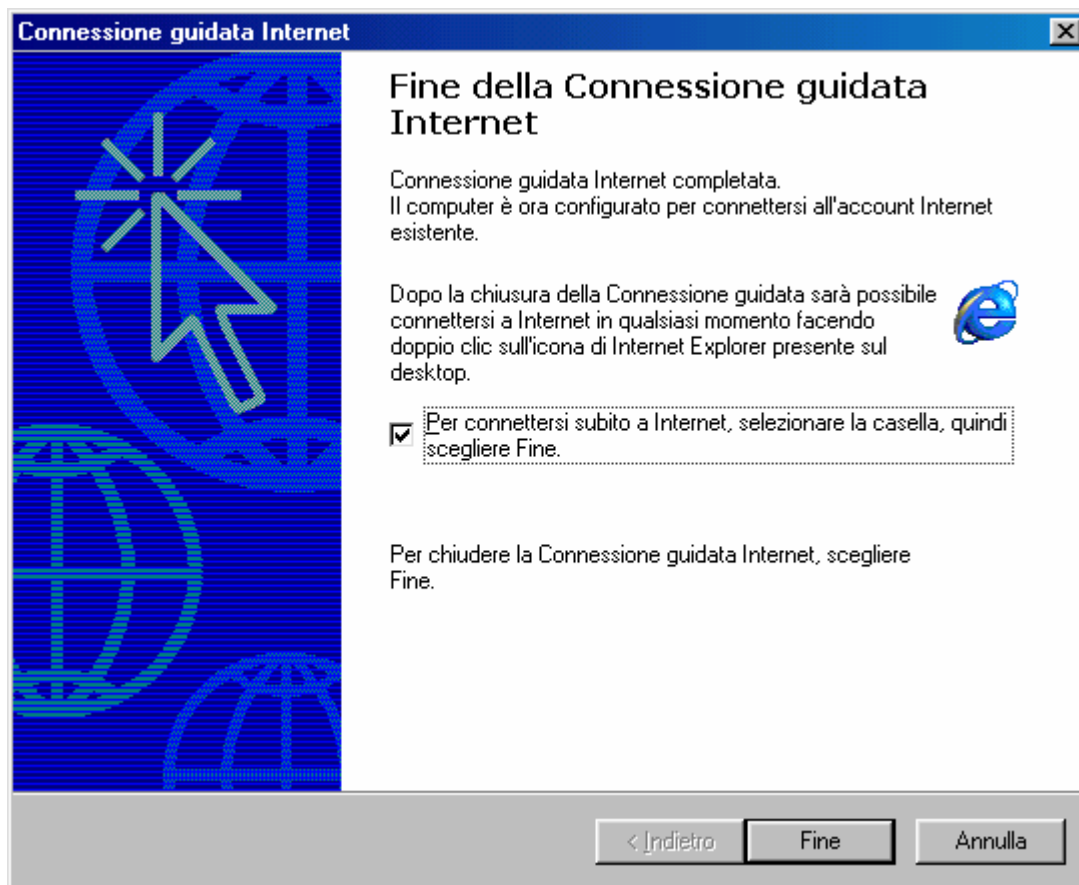 Connessione guidata Internet
Fine della Connessione guidata
Internet
Connessione guidata Internet completata.
Il computer è ora configurato per connettersi all'account Internet
esistente.
Dopo la chiusura della Connessione guidata sarà possibile
connettersi a Internet in qualsiasi momento facendo
doppio clic sull'icona di Internet Explorer presente sul
desktop.
Per connettersi subito a Internet, selezionare la casella, quindi
scegliere Fine.
Per chiudere la Connessione guidata Internet, scegliere
Fine.
< Indietro
Fine
Annulla